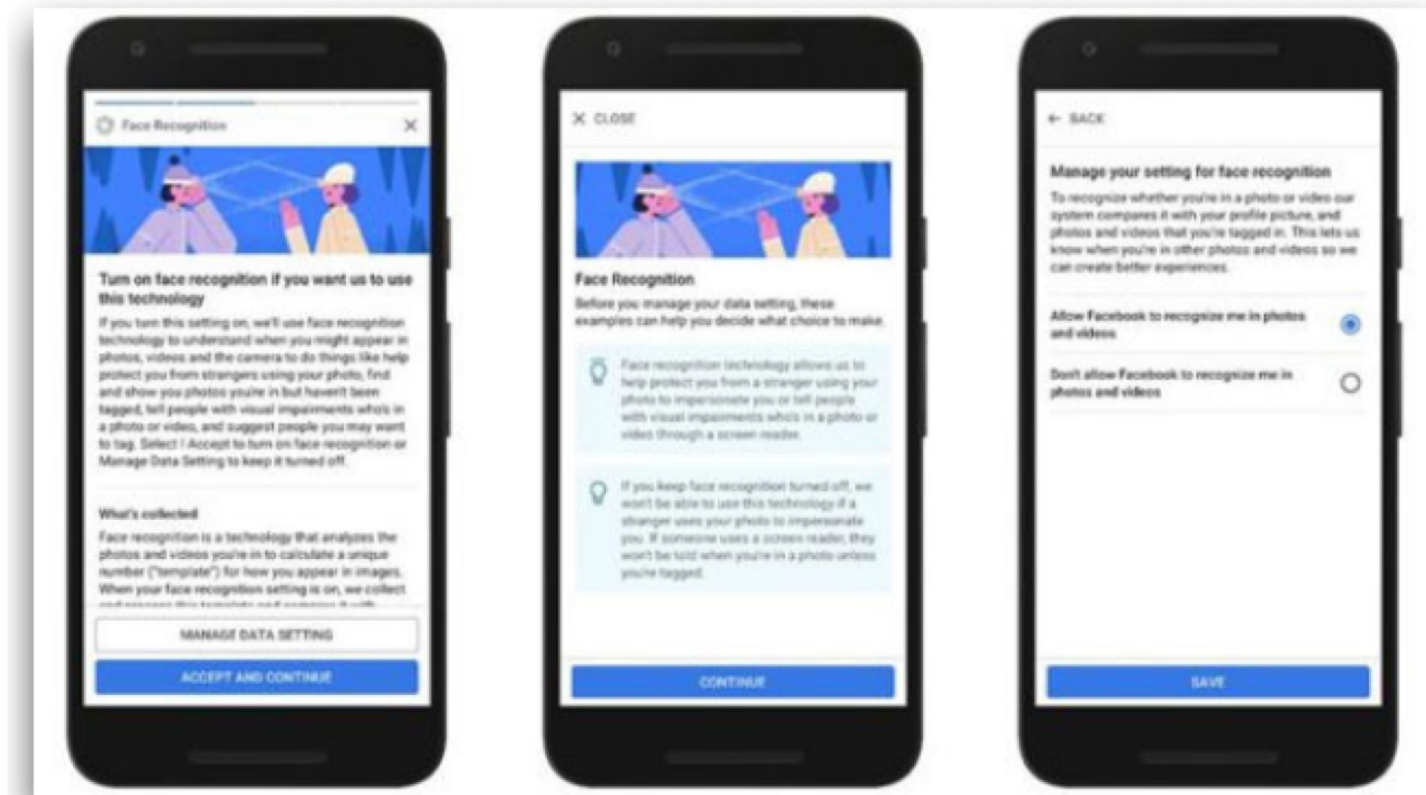 Face Recognition
Turn on face recognition if you want us to use
this technology
If you turn this setting on, we'll use face recognition
technology to understand when you might appear in
photos, videos and the camera to do things like help
protect you from strangers using your photo, find
and show you photos you're in but haven't been
tagged, tell people with visual impairments who's in
a photo or video, and suggest people you may want
to tag. Select I Accept to turn on face recognition or
Manage Data Setting to keep it turned off.
What's collected
Face recognition is a technology that analyzes the
photos and videos you're in to calculate a unique
number ("template") for how you appear in images.
When your face recognition setting is on, we collect
and process this template and compare it with
MANAGE DATA SETTING
ACCEPT AND CONTINUE
CLOSE
Face Recognition
Before you manage your data setting, these
examples can help you decide what choice to make.
Face recognition technology allows us to
help protect you from a stranger using your
photo to impersonate you or tell people
with visual impairments who's in a photo or
video through a screen reader.
If you keep face recognition turned off, we
won't be able to use this technology if a
stranger uses your photo to impersonate
you. If someone uses a screen reader, they
won't be told when you're in a photo unless
you're tagged.
CONTINUE
BACK
Manage your setting for face recognition
To recognize whether you're in a photo or video our
system compares it with your profile picture, and
photos and videos that you're tagged in. This lets us
know when you're in other photos and videos so we
can create better experiences.
Allow Facebook to recognize me in photos
and videos
Don't allow Facebook to recognize me in
photos and videos
SAVE